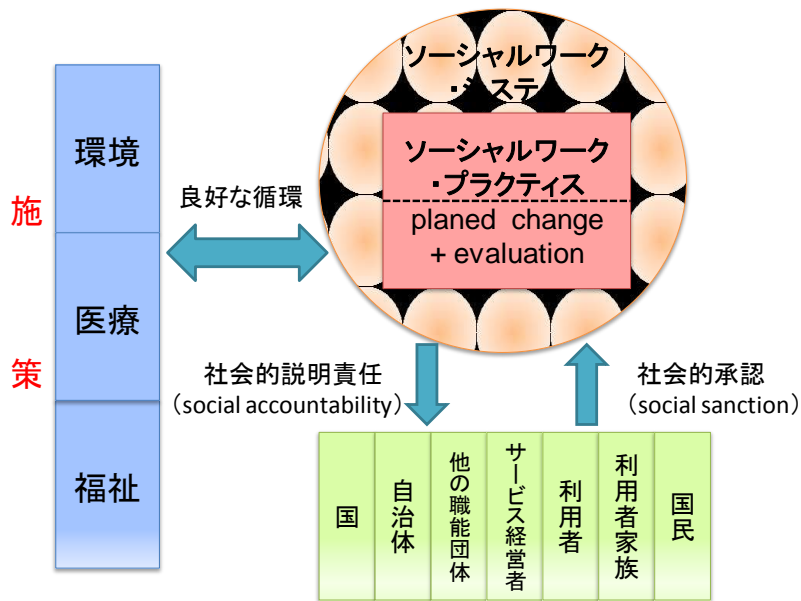 施
策
環境
医療
福祉
良好な循環
ソーシャルワーク
・システ
ソーシャルワーク
・プラクティス
planed change
+ evaluation
社会的説明責任
（social accountability）
社会的承認
（social sanction）
国
自治体
他の職能団体
サービス経営者
利用者
利用者家族
国民